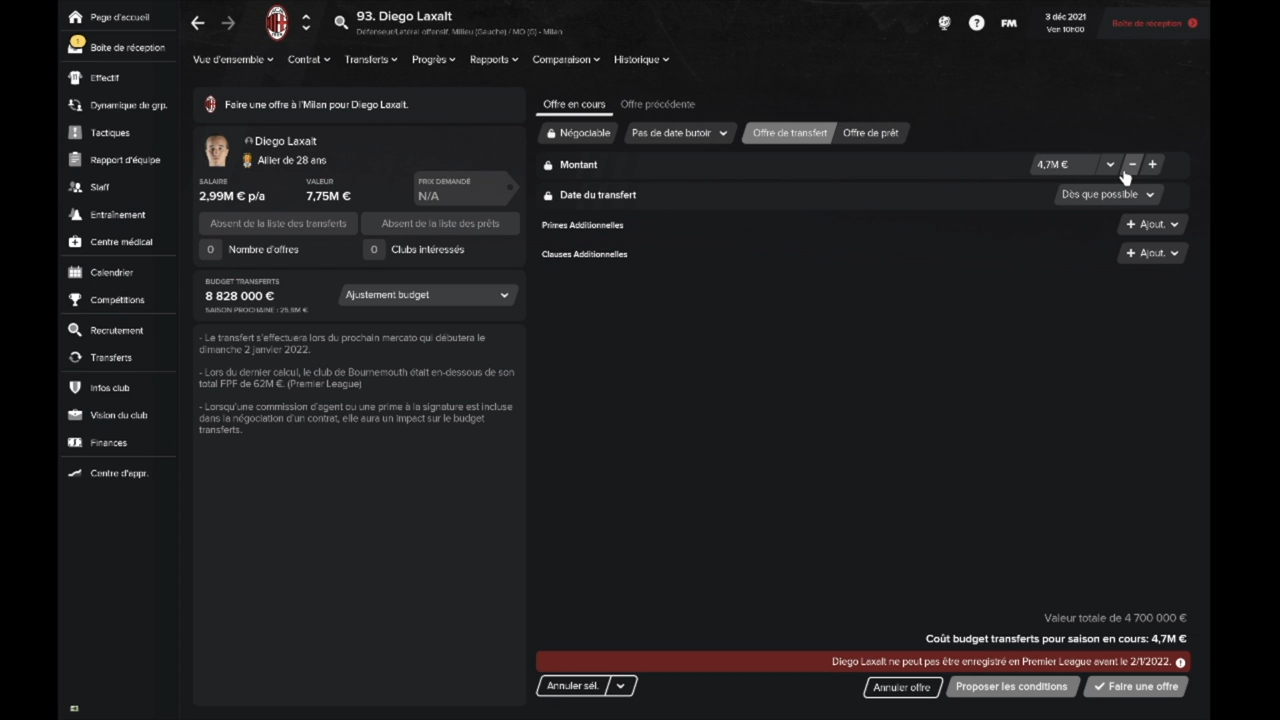 Page d'accueil
1
Boîte de réception
Effectif
Dynamique de grp.
Tactiques
Rapport d'équipe
Staff
Entraînement
Centre médical
Calendrier
Compétitions
Recrutement
Transferts
Infos club
Vision du club
Finances
Centre d'appr.
93. Diego Laxalt
Défenseur/Latéral offensif, Milieu (Gauche) / MO (G) - Milan
?
FM
3 déc 2021
Ven 10h00
Boîte de réception
Vue d'ensemble
Contrat
Transferts
Progrès
Rapports
Comparaison
Historique
Faire une offre à l'Milan pour Diego Laxalt.
Diego Laxalt
Ailier de 28 ans
SALAIRE
2,99M € p/a
VALEUR
7,75M €
PRIX DEMANDÉ
N/A
Absent de la liste des transferts
Absent de la liste des prêts
0 Nombre d'offres
0 Clubs intéressés
BUDGET TRANSFERTS
8 828 000 €
SAISON PROCHAINE : 25,8M €
Ajustement budget
- Le transfert s'effectuera lors du prochain mercato qui débutera le
dimanche 2 janvier 2022.
- Lors du dernier calcul, le club de Bournemouth était en-dessous de son
total FPF de 62M €. (Premier League)
- Lorsqu'une commission d'agent ou une prime à la signature est incluse
dans la négociation d'un contrat, elle aura un impact sur le budget
transferts.
Offre en cours
Offre précédente
Négociable
Pas de date butoir
Offre de transfert
Offre de prêt
Montant
4,7M €
Date du transfert
Dès que possible
Primes Additionnelles
+ Ajout.
Clauses Additionnelles
+ Ajout.
Valeur totale de 4 700 000 €
Coût budget transferts pour saison en cours: 4,7M €
Diego Laxalt ne peut pas être enregistré en Premier League avant le 2/1/2022.
Annuler sél.
Annuler offre
Proposer les conditions
Faire une offre